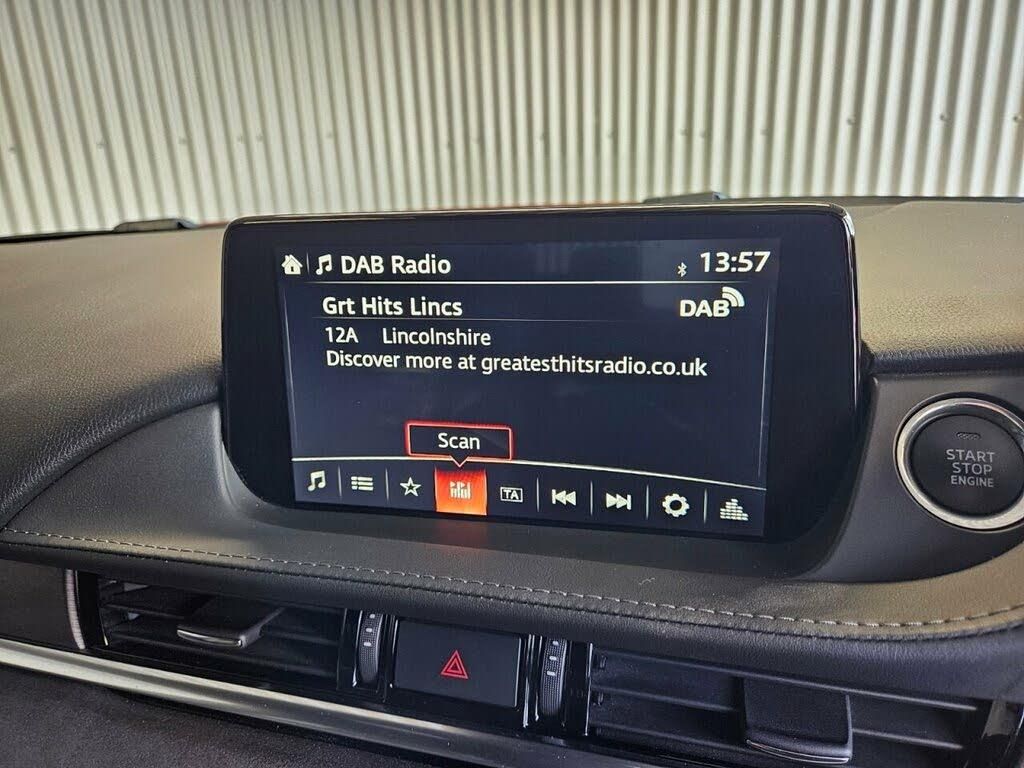 DAB Radio
13:57
Grt Hits Lincs
DAB
12A Lincolnshire
Discover more at greatesthitsradio.co.uk
Scan
TA
START
STOP
ENGINE